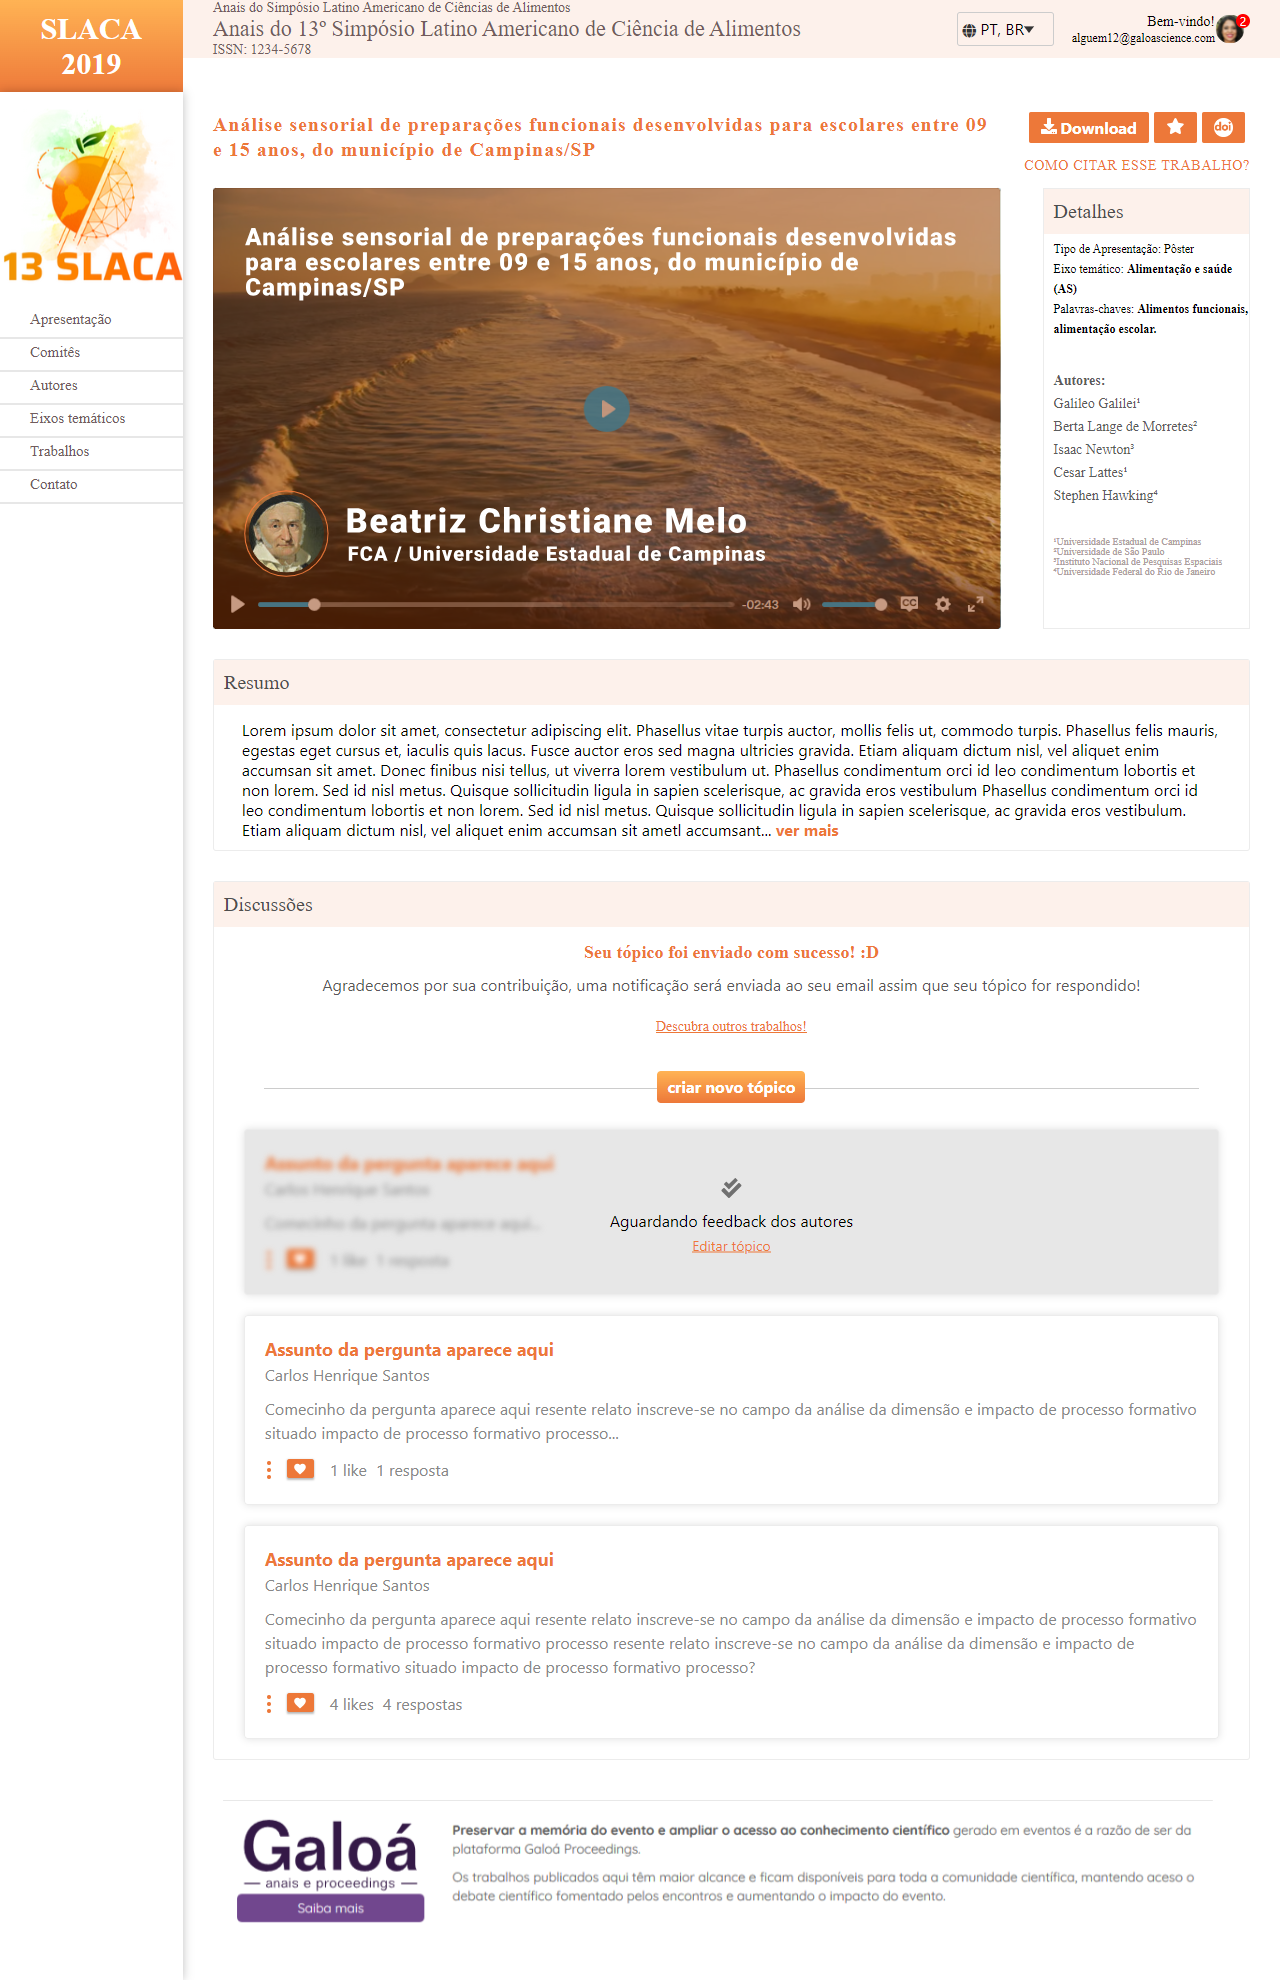 SLACA
2019
Anais do Simpósio Latino Americano de Ciências de Alimentos
Anais do 13º Simpósio Latino Americano de Ciência de Alimentos
ISSN: 1234-5678
PT, BR
Bem-vindo!
2
alguem12@galoascience.com
13 SLACA
Apresentação
Comitês
Autores
Eixos temáticos
Trabalhos
Contato
Análise sensorial de preparações funcionais desenvolvidas para escolares entre 09
e 15 anos, do município de Campinas/SP
Download
doi
COMO CITAR ESSE TRABALHO?
Análise sensorial de preparações funcionais desenvolvidas
para escolares entre 09 e 15 anos, do município de
Campinas/SP
Beatriz Christiane Melo
FCA / Universidade Estadual de Campinas
-02:43
CC
Detalhes
Tipo de Apresentação: Pôster
Eixo temático: Alimentação e saúde
(AS)
Palavras-chaves: Alimentos funcionais,
alimentação escolar.
Autores:
Galileo Galilei¹
Berta Lange de Morretes²
Isaac Newton³
Cesar Lattes¹
Stephen Hawking⁴
¹Universidade Estadual de Campinas
²Universidade de São Paulo
³Instituto Nacional de Pesquisas Espaciais
⁴Universidade Federal do Rio de Janeiro
Resumo
Lorem ipsum dolor sit amet, consectetur adipiscing elit. Phasellus vitae turpis auctor, mollis felis ut, commodo turpis. Phasellus felis mauris,
egestas eget cursus et, iaculis quis lacus. Fusce auctor eros sed magna ultricies gravida. Etiam aliquam dictum nisl, vel aliquet enim
accumsan sit amet. Donec finibus nisi tellus, ut viverra lorem vestibulum ut. Phasellus condimentum orci id leo condimentum lobortis et
non lorem. Sed id nisl metus. Quisque sollicitudin ligula in sapien scelerisque, ac gravida eros vestibulum Phasellus condimentum orci id
leo condimentum lobortis et non lorem. Sed id nisl metus. Quisque sollicitudin ligula in sapien scelerisque, ac gravida eros vestibulum.
Etiam aliquam dictum nisl, vel aliquet enim accumsan sit ametl accumsant... ver mais
Discussões
Seu tópico foi enviado com sucesso! :D
Agradecemos por sua contribuição, uma notificação será enviada ao seu email assim que seu tópico for respondido!
Descubra outros trabalhos!
criar novo tópico
Assunto da pergunta aparece aqui
Carlos Henrique Santos
Comecinho da pergunta aparece aqui...
1 like 1 resposta
Aguardando feedback dos autores
Editar tópico
Assunto da pergunta aparece aqui
Carlos Henrique Santos
Comecinho da pergunta aparece aqui resente relato inscreve-se no campo da análise da dimensão e impacto de processo formativo
situado impacto de processo formativo processo...
1 like 1 resposta
Assunto da pergunta aparece aqui
Carlos Henrique Santos
Comecinho da pergunta aparece aqui resente relato inscreve-se no campo da análise da dimensão e impacto de processo formativo
situado impacto de processo formativo processo resente relato inscreve-se no campo da análise da dimensão e impacto de
processo formativo situado impacto de processo formativo processo?
4 likes 4 respostas
Galoá
anais e proceedings
Saiba mais
Preservar a memória do evento e ampliar o acesso ao conhecimento científico gerado em eventos é a razão de ser da
plataforma Galoá Proceedings.
Os trabalhos publicados aqui têm maior alcance e ficam disponíveis para toda a comunidade científica, mantendo aceso o
debate científico fomentado pelos encontros e aumentando o impacto do evento.